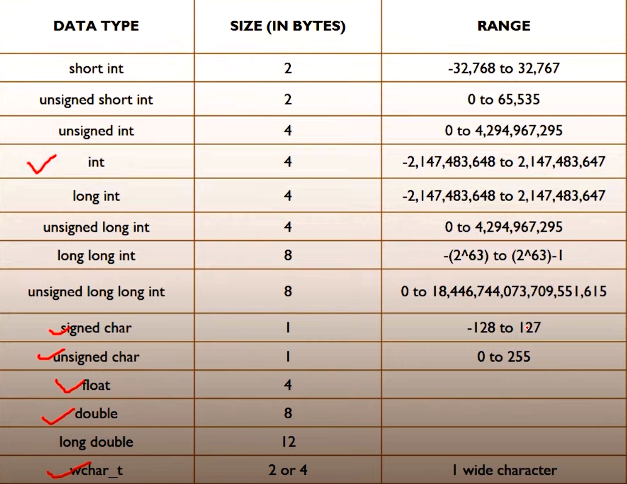 DATA TYPE SIZE (IN BYTES) RANGE
short int 2 -32,768 to 32,767
unsigned short int 2 0 to 65,535
unsigned int 4 0 to 4,294,967,295
int 4 -2,147,483,648 to 2,147,483,647
long int 4 -2,147,483,648 to 2,147,483,647
unsigned long int 4 0 to 4,294,967,295
long long int 8 -(2^63) to (2^63)-1
unsigned long long int 8 0 to 18,446,744,073,709,551,615
signed char 1 -128 to 127
unsigned char 1 0 to 255
float 4
double 8
long double 12
wchar_t 2 or 4 1 wide character